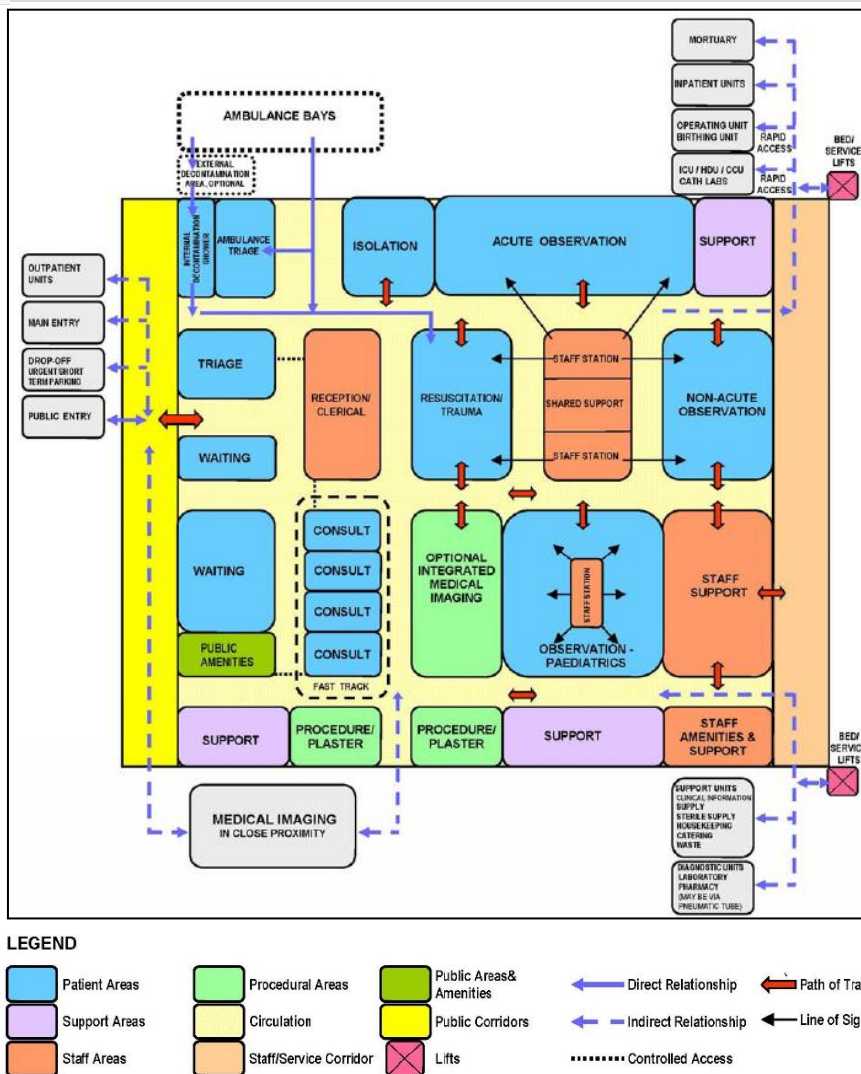 MORTUARY
INPATIENT UNITS
OPERATING UNIT
BIRTHING UNIT
RAPID
ACCESS
ICU / HDU / CCU
CATH LABS
RAPID
ACCESS
BED/
SERVICE
LIFTS
AMBULANCE BAYS
EXTERNAL
DECONTAMINATION
AREA, OPTIONAL
INTERNAL
DECONTAMINATION
SHOWER
AMBULANCE
TRIAGE
ISOLATION
ACUTE OBSERVATION
SUPPORT
OUTPATIENT
UNITS
MAIN ENTRY
DROP-OFF
URGENT SHORT
TERM PARKING
PUBLIC ENTRY
TRIAGE
RECEPTION/
CLERICAL
RESUSCITATION/
TRAUMA
STAFF STATION
SHARED SUPPORT
STAFF STATION
NON-ACUTE
OBSERVATION
WAITING
WAITING
PUBLIC
AMENITIES
CONSULT
CONSULT
CONSULT
CONSULT
FAST TRACK
OPTIONAL
INTEGRATED
MEDICAL
IMAGING
STAFF STATION
OBSERVATION -
PAEDIATRICS
STAFF
SUPPORT
SUPPORT
PROCEDURE/
PLASTER
PROCEDURE/
PLASTER
SUPPORT
STAFF
AMENITIES &
SUPPORT
BED/
SERVICE
LIFTS
MEDICAL IMAGING
IN CLOSE PROXIMITY
SUPPORT UNITS
CLINICAL INFORMATION
SUPPLY
STERILE SUPPLY
HOUSEKEEPING
CATERING
WASTE
DIAGNOSTIC UNITS
LABORATORY
PHARMACY
(MAY BE VIA
PNEUMATIC TUBE)
LEGEND
Patient Areas
Procedural Areas
Public Areas&
Amenities
Direct Relationship
Path of Tra
Support Areas
Circulation
Public Corridors
Indirect Relationship
Line of Sig
Staff Areas
Staff/Service Corridor
Lifts
Controlled Access